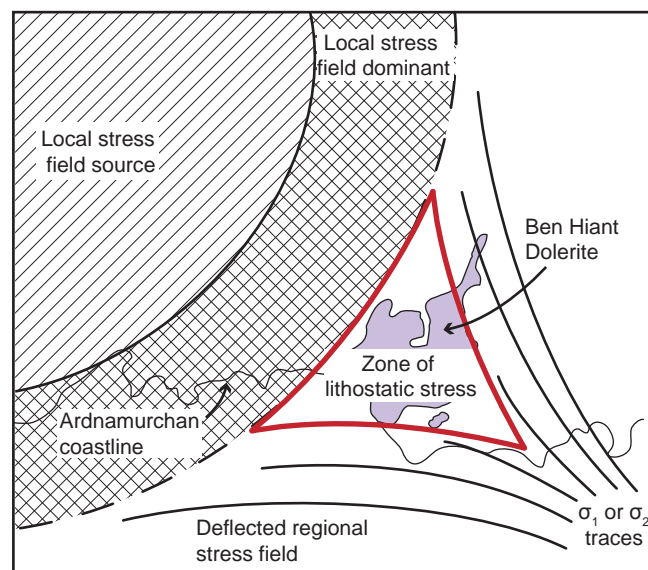 Local stress
field dominant
Local stress
field source
Ben Hiant
Dolerite
Zone of
lithostatic stress
Ardnamurchan
coastline
σ₁ or σ₂
traces
Deflected regional
stress field